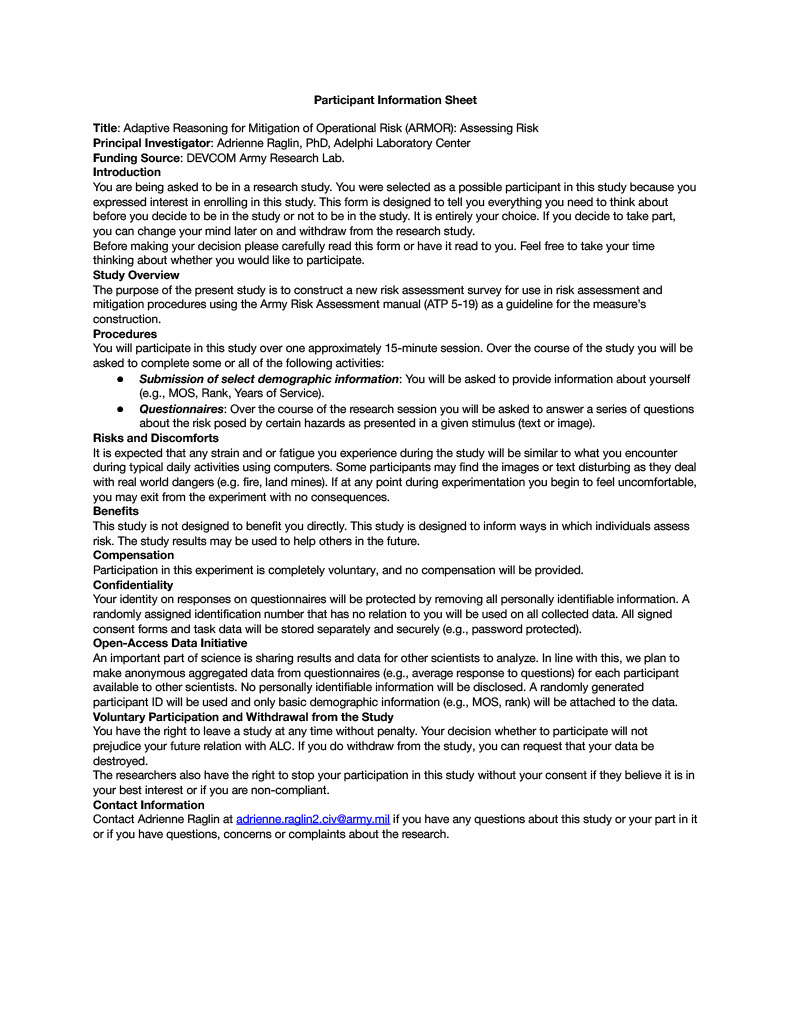 Participant Information Sheet
Title: Adaptive Reasoning for Mitigation of Operational Risk (ARMOR): Assessing Risk
Principal Investigator: Adrienne Raglin, PhD, Adelphi Laboratory Center
Funding Source: DEVCOM Army Research Lab.
Introduction
You are being asked to be in a research study. You were selected as a possible participant in this study because you
expressed interest in enrolling in this study. This form is designed to tell you everything you need to think about
before you decide to be in the study or not to be in the study. It is entirely your choice. If you decide to take part,
you can change your mind later on and withdraw from the research study.
Before making your decision please carefully read this form or have it read to you. Feel free to take your time
thinking about whether you would like to participate.
Study Overview
The purpose of the present study is to construct a new risk assessment survey for use in risk assessment and
mitigation procedures using the Army Risk Assessment manual (ATP 5-19) as a guideline for the measure's
construction.
Procedures
You will participate in this study over one approximately 15-minute session. Over the course of the study you will be
asked to complete some or all of the following activities:
● Submission of select demographic information: You will be asked to provide information about yourself
(e.g., MOS, Rank, Years of Service).
● Questionnaires: Over the course of the research session you will be asked to answer a series of questions
about the risk posed by certain hazards as presented in a given stimulus (text or image).
Risks and Discomforts
It is expected that any strain and or fatigue you experience during the study will be similar to what you encounter
during typical daily activities using computers. Some participants may find the images or text disturbing as they deal
with real world dangers (e.g. fire, land mines). If at any point during experimentation you begin to feel uncomfortable,
you may exit from the experiment with no consequences.
Benefits
This study is not designed to benefit you directly. This study is designed to inform ways in which individuals assess
risk. The study results may be used to help others in the future.
Compensation
Participation in this experiment is completely voluntary, and no compensation will be provided.
Confidentiality
Your identity on responses on questionnaires will be protected by removing all personally identifiable information. A
randomly assigned identification number that has no relation to you will be used on all collected data. All signed
consent forms and task data will be stored separately and securely (e.g., password protected).
Open-Access Data Initiative
An important part of science is sharing results and data for other scientists to analyze. In line with this, we plan to
make anonymous aggregated data from questionnaires (e.g., average response to questions) for each participant
available to other scientists. No personally identifiable information will be disclosed. A randomly generated
participant ID will be used and only basic demographic information (e.g., MOS, rank) will be attached to the data.
Voluntary Participation and Withdrawal from the Study
You have the right to leave a study at any time without penalty. Your decision whether to participate will not
prejudice your future relation with ALC. If you do withdraw from the study, you can request that your data be
destroyed.
The researchers also have the right to stop your participation in this study without your consent if they believe it is in
your best interest or if you are non-compliant.
Contact Information
Contact Adrienne Raglin at adrienne.raglin2.civ@army.mil if you have any questions about this study or your part in it
or if you have questions, concerns or complaints about the research.